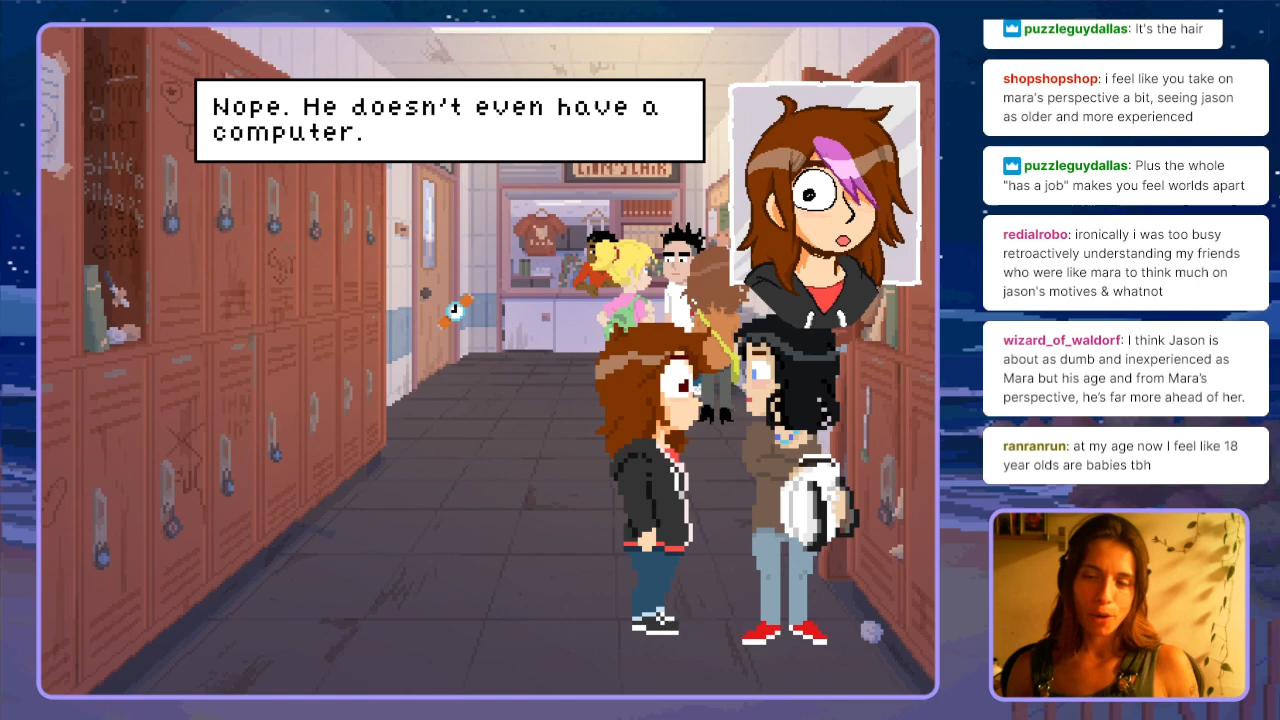 Nope. He doesn't even have a
computer.
LION'S LAIR
puzzleguydallas: It's the hair
shopshopshop: i feel like you take on
mara's perspective a bit, seeing jason
as older and more experienced
puzzleguydallas: Plus the whole
"has a job" makes you feel worlds apart
redialrobo: ironically i was too busy
retroactively understanding my friends
who were like mara to think much on
jason's motives & whatnot
wizard_of_waldorf: I think Jason is
about as dumb and inexperienced as
Mara but his age and from Mara's
perspective, he's far more ahead of her.
ranranrun: at my age now I feel like 18
year olds are babies tbh